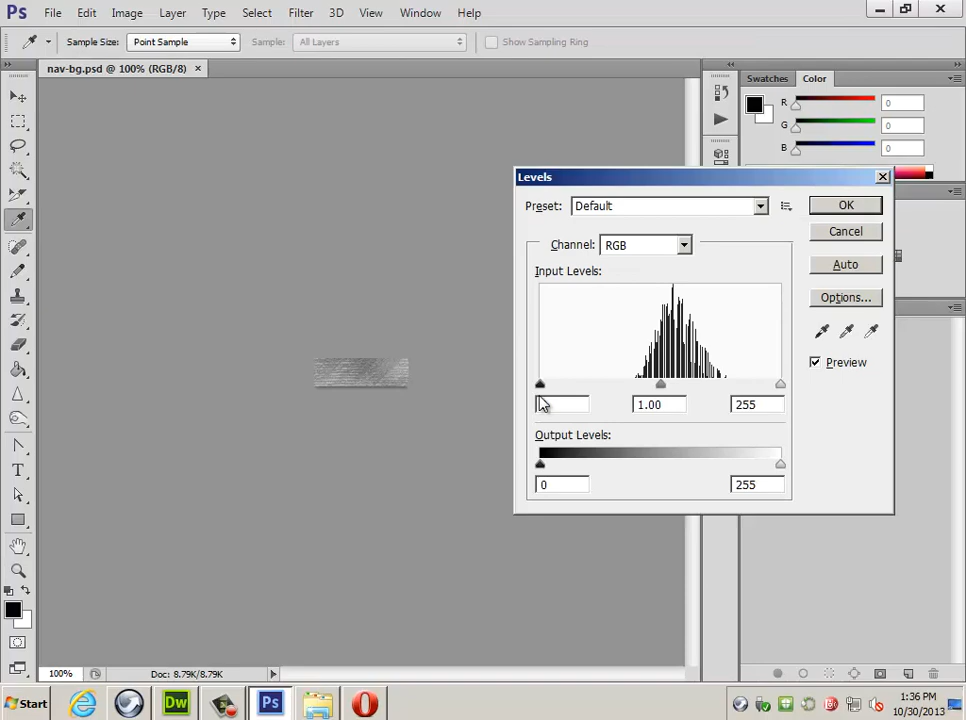 Ps File Edit Image Layer Type Select Filter 3D View Window Help
Sample Size: Point Sample Sample: All Layers Show Sampling Ring
nav-bg.psd @ 100% (RGB/8) ×
Swatches Color
R 0
G 0
B 0
Levels
Preset: Default OK
Cancel
Channel: RGB
Input Levels:
Auto
Options...
Preview
1.00 255
Output Levels:
0 255
T
100% Doc: 8.79K/8.79K
Start Dw Ps 1:36 PM
10/30/2013